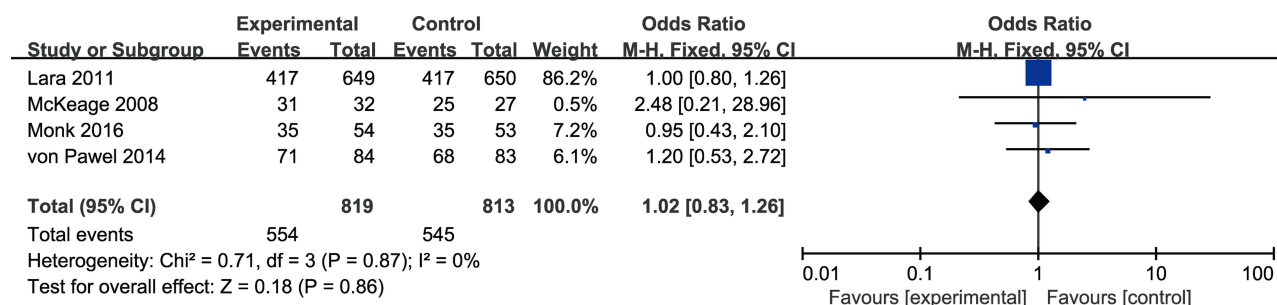 Experimental Control Odds Ratio Odds Ratio
Study or Subgroup Events Total Events Total Weight M-H. Fixed. 95% CI M-H. Fixed. 95% CI
Lara 2011 417 649 417 650 86.2% 1.00 [0.80, 1.26]
McKeage 2008 31 32 25 27 0.5% 2.48 [0.21, 28.96]
Monk 2016 35 54 35 53 7.2% 0.95 [0.43, 2.10]
von Pawel 2014 71 84 68 83 6.1% 1.20 [0.53, 2.72]
Total (95% CI) 819 813 100.0% 1.02 [0.83, 1.26]
Total events 554 545
Heterogeneity: Chi² = 0.71, df = 3 (P = 0.87); I² = 0%
Test for overall effect: Z = 0.18 (P = 0.86)
0.01 0.1 1 10 100
Favours [experimental] Favours [control]